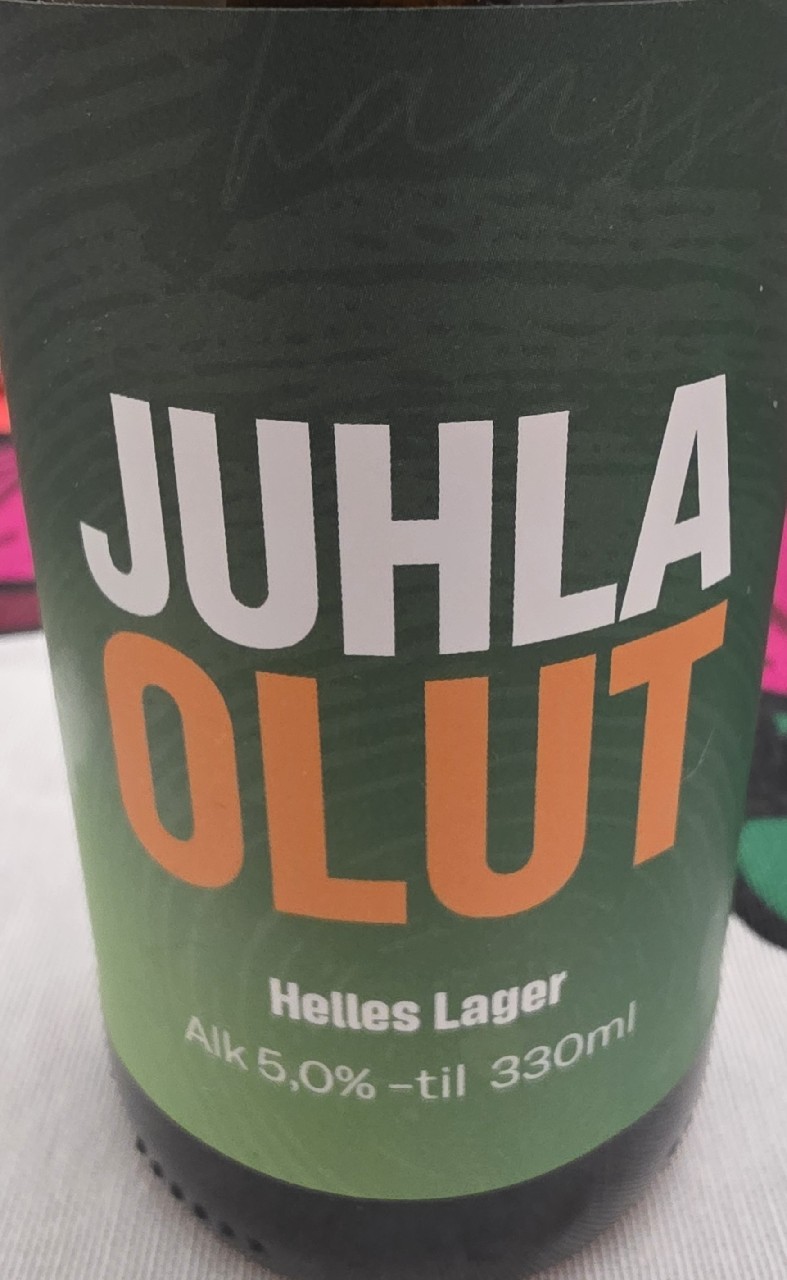 JUHLA
OLUT
Helles Lager
Alk 5,0% –til 330ml